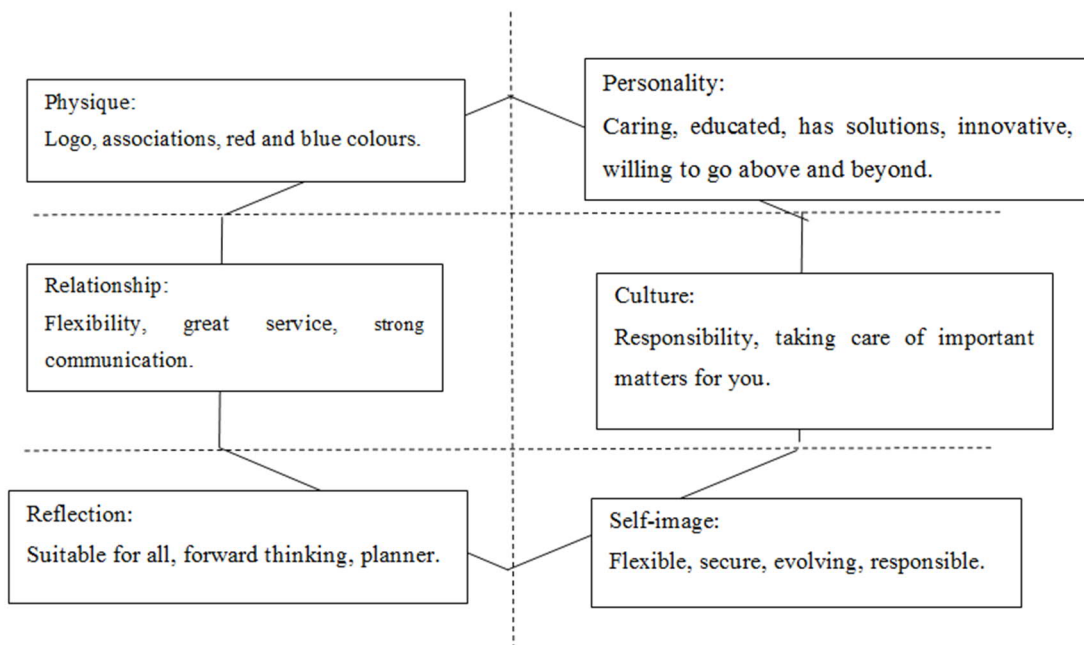 Physique:
Logo, associations, red and blue colours.
Personality:
Caring, educated, has solutions, innovative,
willing to go above and beyond.
Relationship:
Flexibility, great service, strong
communication.
Culture:
Responsibility, taking care of important
matters for you.
Reflection:
Suitable for all, forward thinking, planner.
Self-image:
Flexible, secure, evolving, responsible.